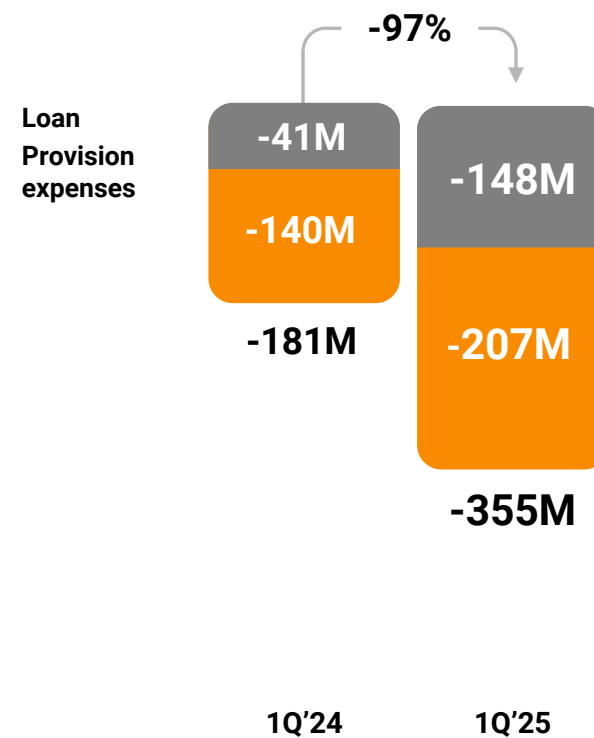 -97%
Loan
Provision
expenses
-41M
-148M
-140M
-207M
-181M
-355M
1Q’24
1Q’25